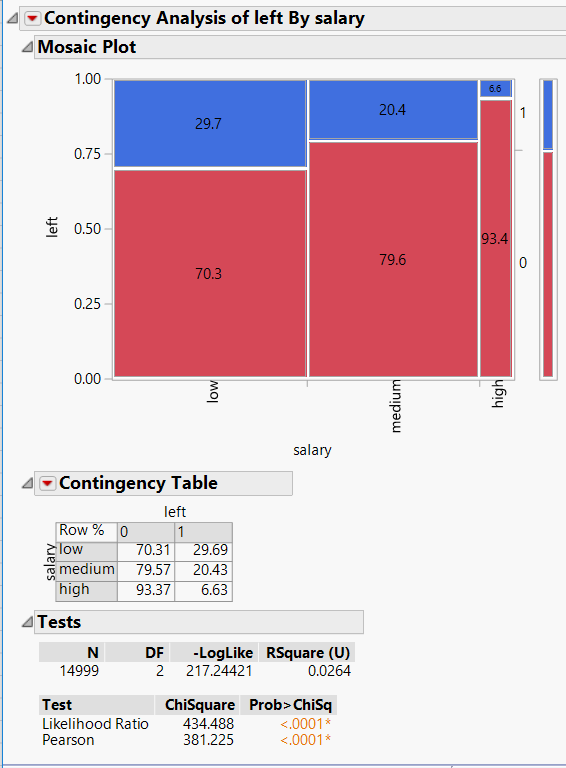 Contingency Analysis of left By salary
Mosaic Plot
1.00
0.75
0.50
0.25
0.00
left
29.7
20.4
6.6
70.3
79.6
93.4
1
0
low
medium
high
salary
Contingency Table
left
salary
Row % 0 1
low 70.31 29.69
medium 79.57 20.43
high 93.37 6.63
Tests
N DF -LogLike RSquare (U)
14999 2 217.24421 0.0264
Test ChiSquare Prob>ChiSq
Likelihood Ratio 434.488 <.0001*
Pearson 381.225 <.0001*